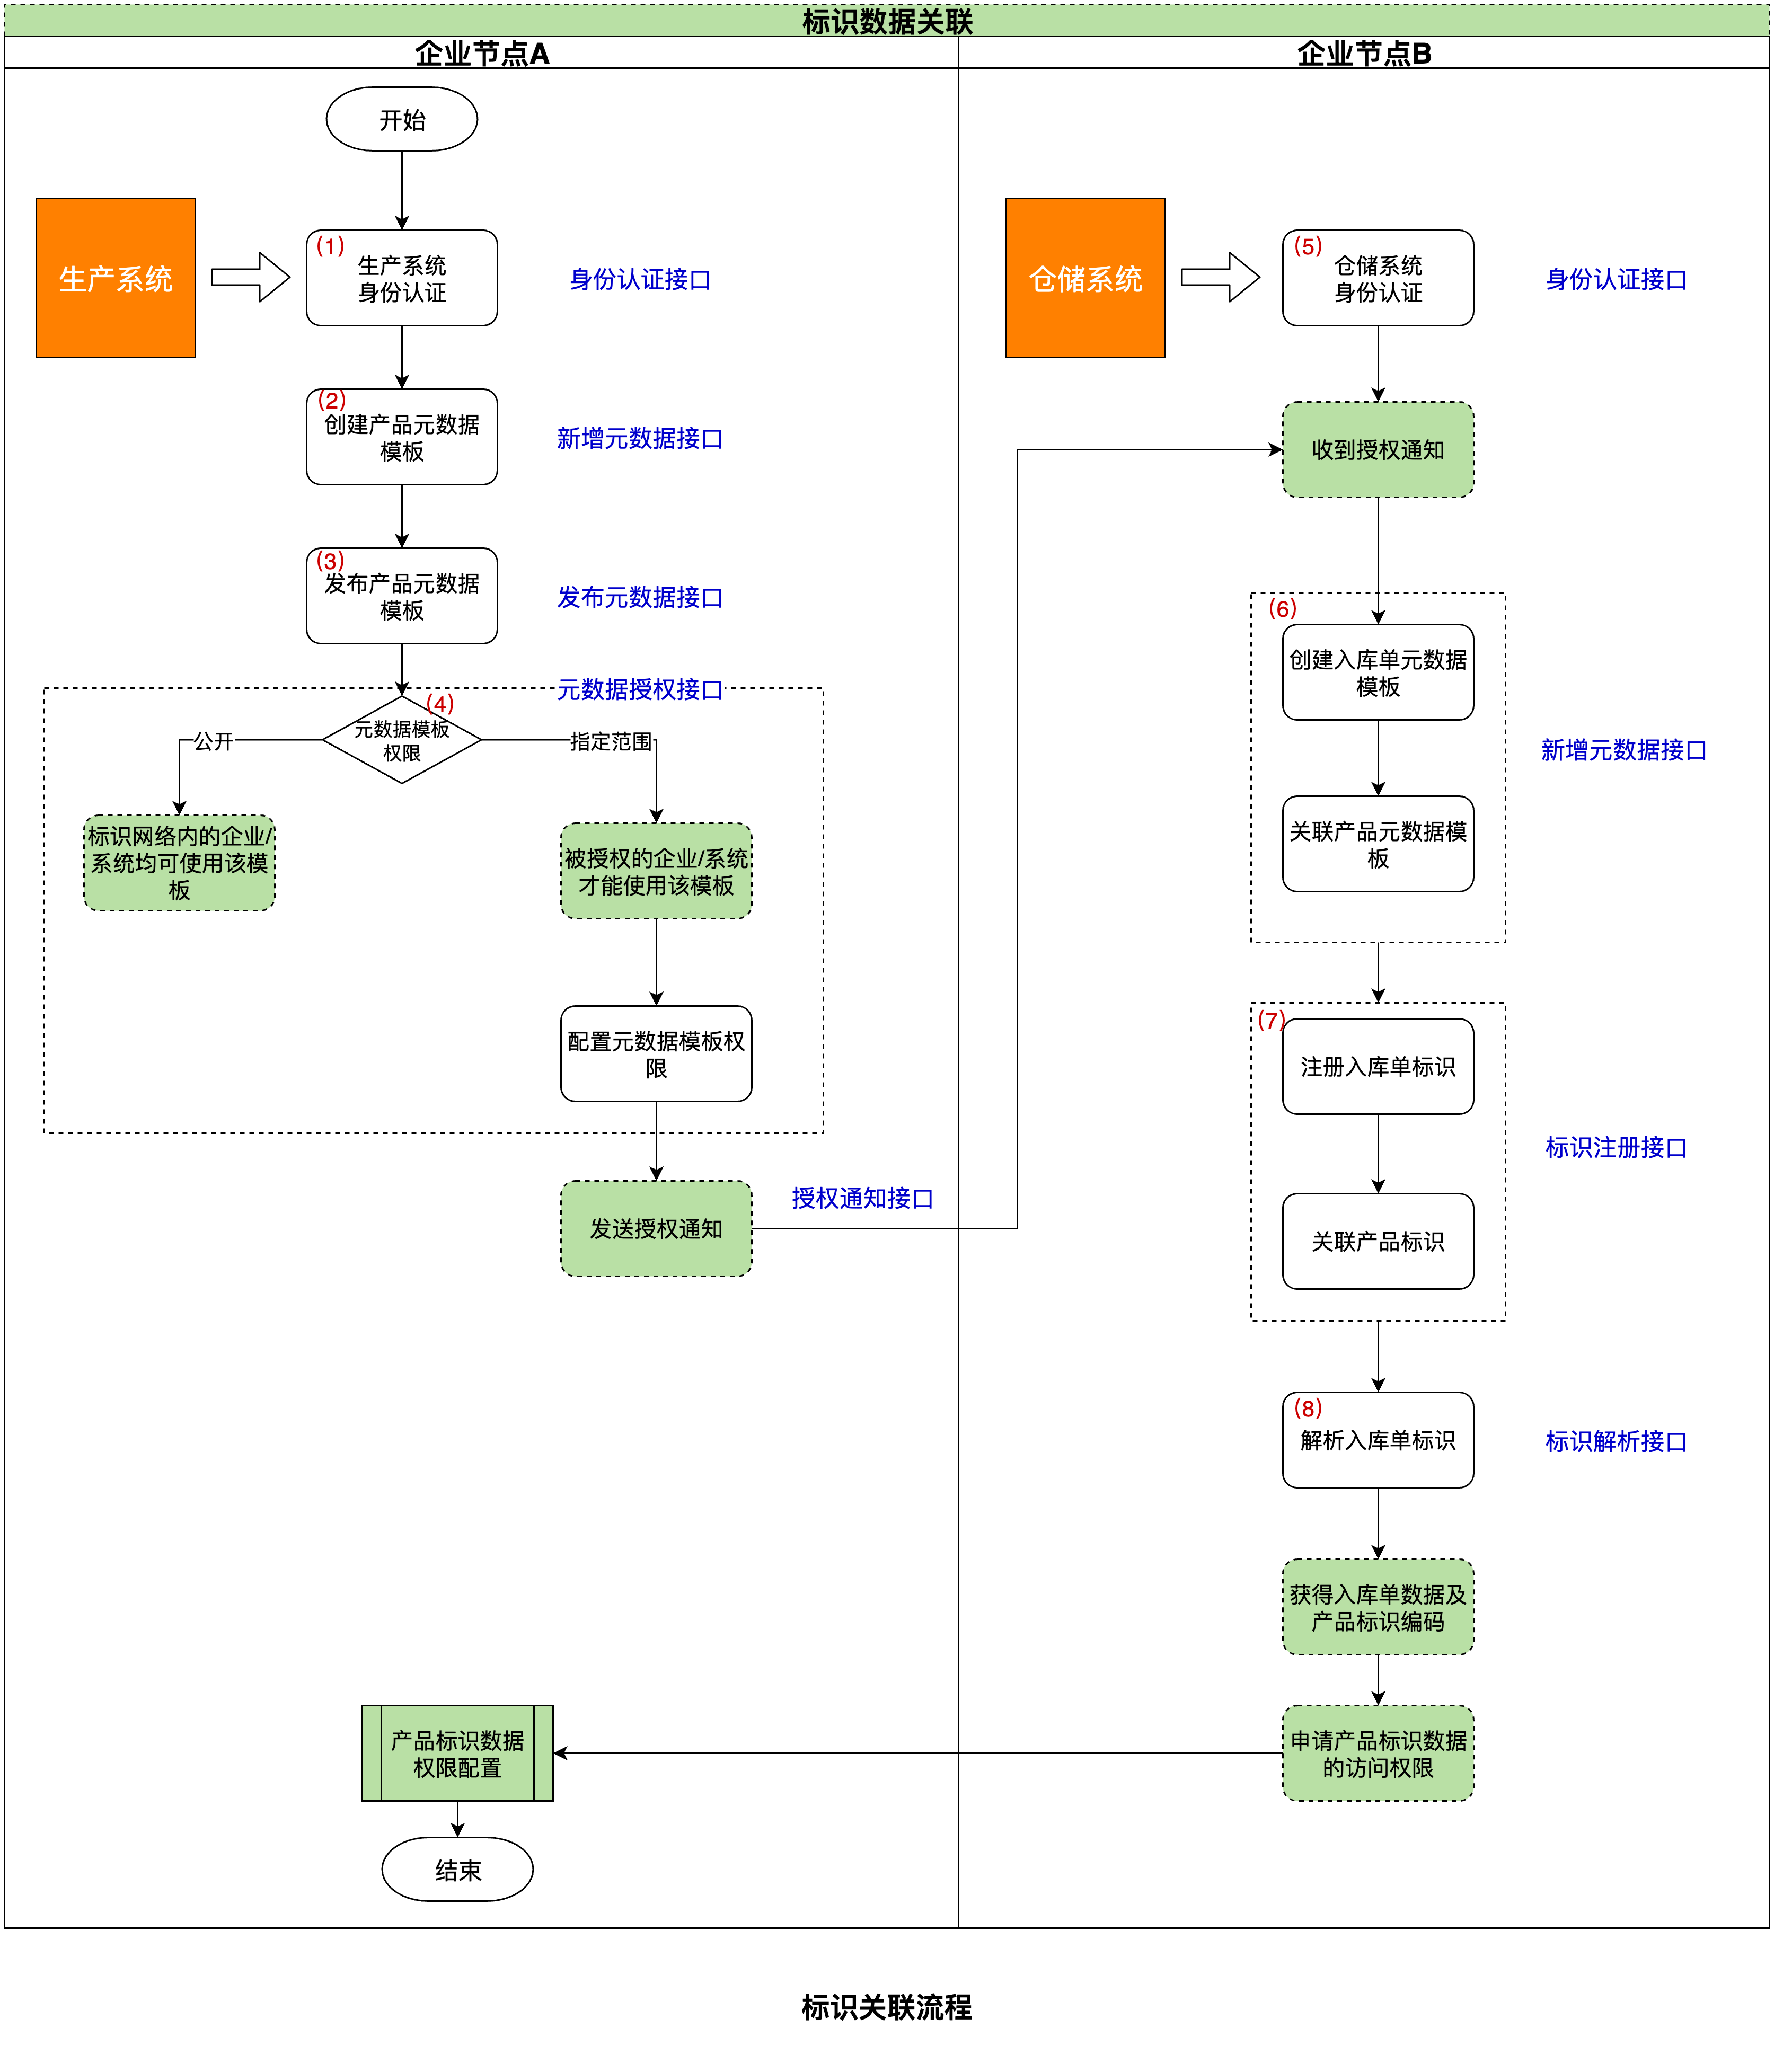 标识数据关联
企业节点A
企业节点B
开始
生产系统
(1)
生产系统
身份认证
身份认证接口
(2)
创建产品元数据
模板
新增元数据接口
(3)
发布产品元数据
模板
发布元数据接口
元数据授权接口
(4)
元数据模板
权限
公开
指定范围
标识网络内的企业/
系统均可使用该模
板
被授权的企业/系统
才能使用该模板
配置元数据模板权
限
发送授权通知
授权通知接口
仓储系统
(5)
仓储系统
身份认证
身份认证接口
收到授权通知
(6)
创建入库单元数据
模板
关联产品元数据模
板
新增元数据接口
(7)
注册入库单标识
关联产品标识
标识注册接口
(8)
解析入库单标识
标识解析接口
获得入库单数据及
产品标识编码
申请产品标识数据
的访问权限
产品标识数据
权限配置
结束
标识关联流程